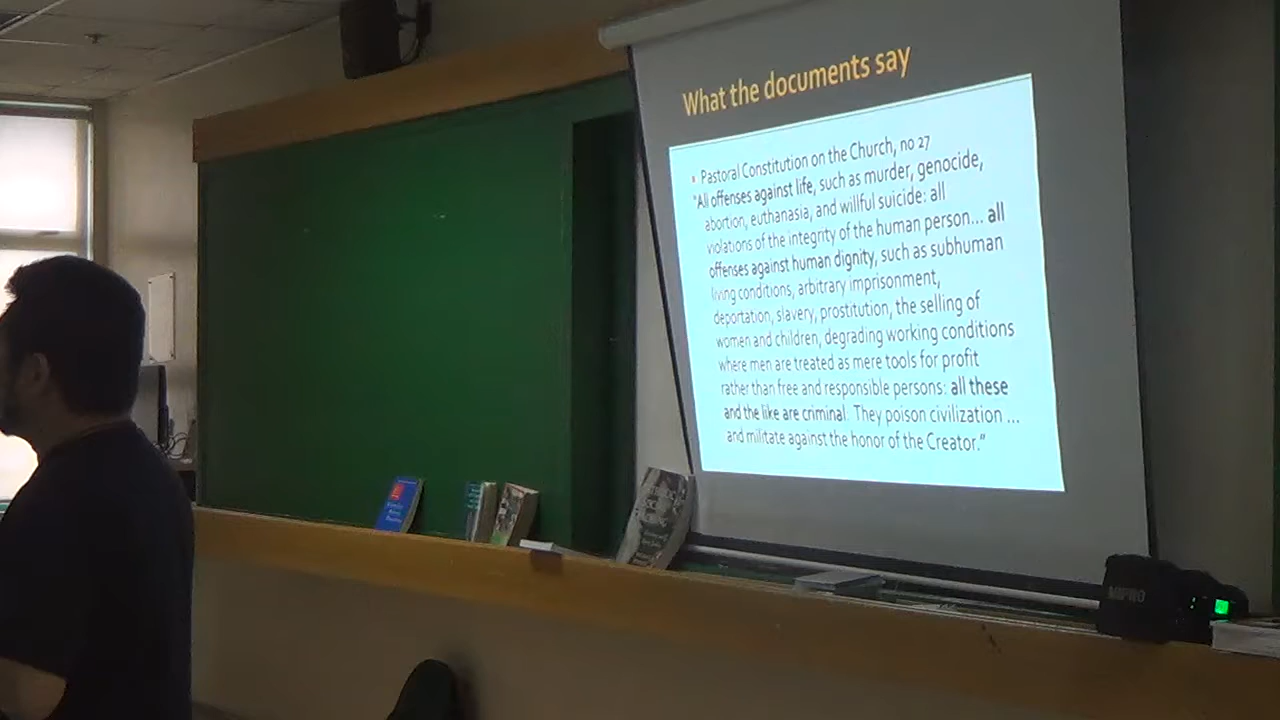 What the documents say
Pastoral Constitution on the Church, no 27
"All offenses against life, such as murder, genocide,
abortion, euthanasia, and willful suicide: all
violations of the integrity of the human person... all
offenses against human dignity, such as subhuman
living conditions, arbitrary imprisonment,
deportation, slavery, prostitution, the selling of
women and children, degrading working conditions
where men are treated as mere tools for profit
rather than free and responsible persons: all these
and the like are criminal. They poison civilization ...
and militate against the honor of the Creator."
MIPRO